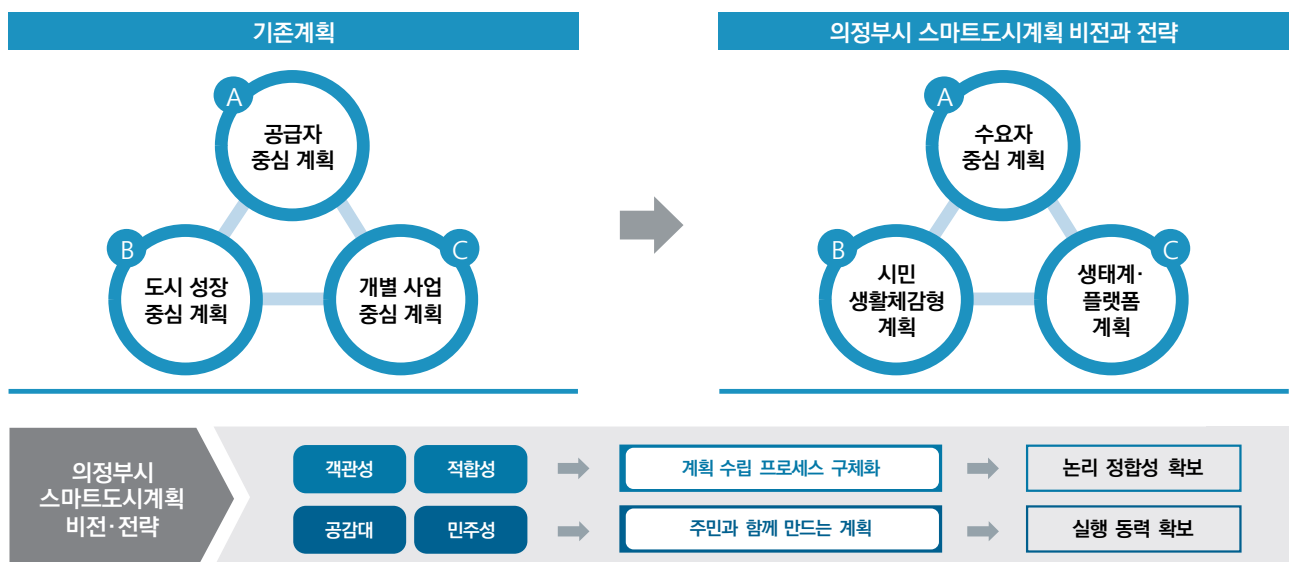 기존계획
A
공급자
중심 계획
B
도시 성장
중심 계획
C
개별 사업
중심 계획
의정부시 스마트도시계획 비전과 전략
A
수요자
중심 계획
B
시민
생활체감형
계획
C
생태계·
플랫폼
계획
의정부시
스마트도시계획
비전·전략
객관성
적합성
계획 수립 프로세스 구체화
논리 정합성 확보
공감대
민주성
주민과 함께 만드는 계획
실행 동력 확보